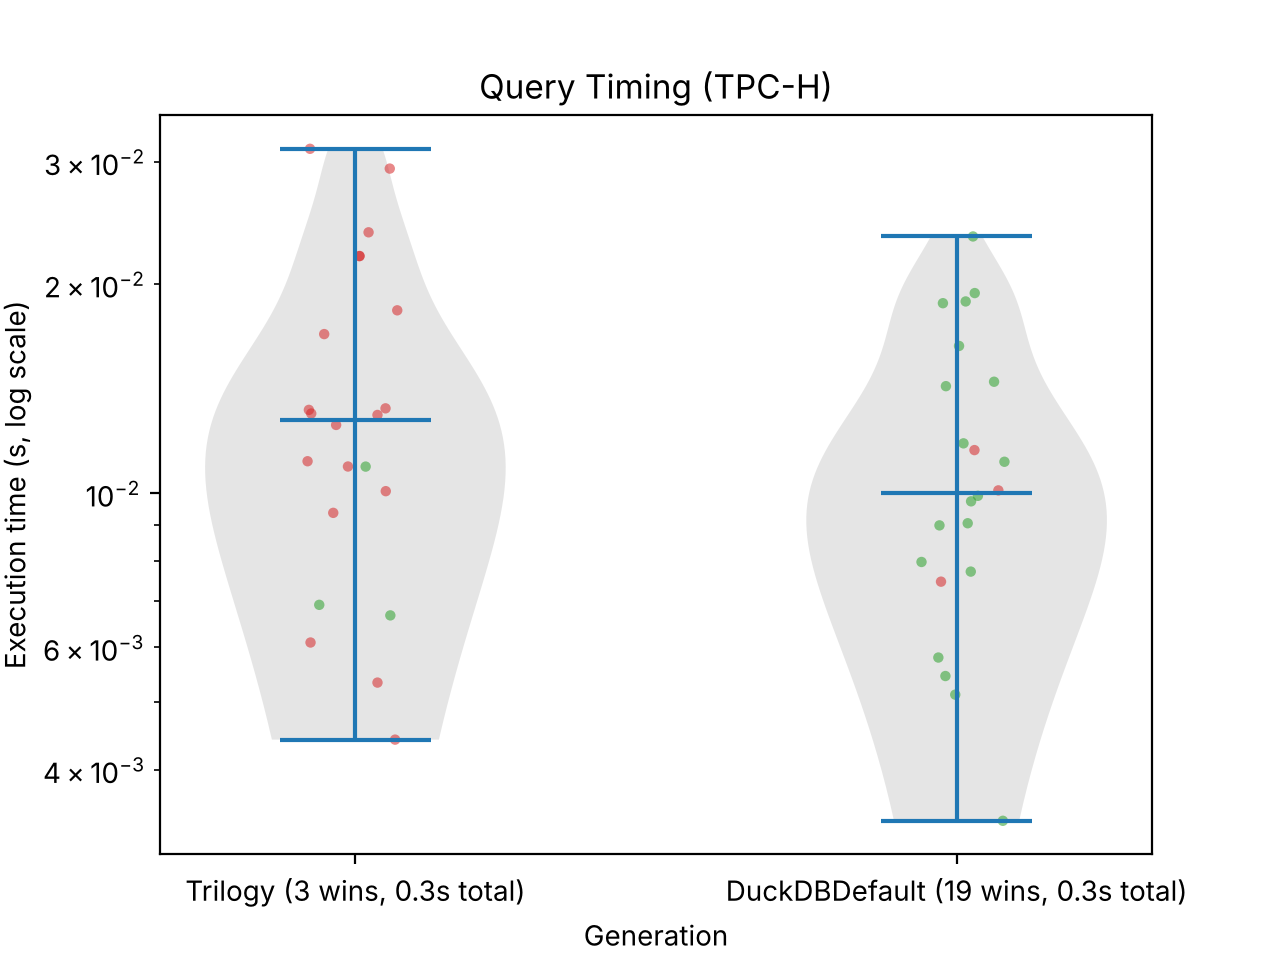 Query Timing (TPC-H)
Execution time (s, log scale)
3 × 10⁻²
2 × 10⁻²
10⁻²
6 × 10⁻³
4 × 10⁻³
Trilogy (3 wins, 0.3s total)
DuckDBDefault (19 wins, 0.3s total)
Generation